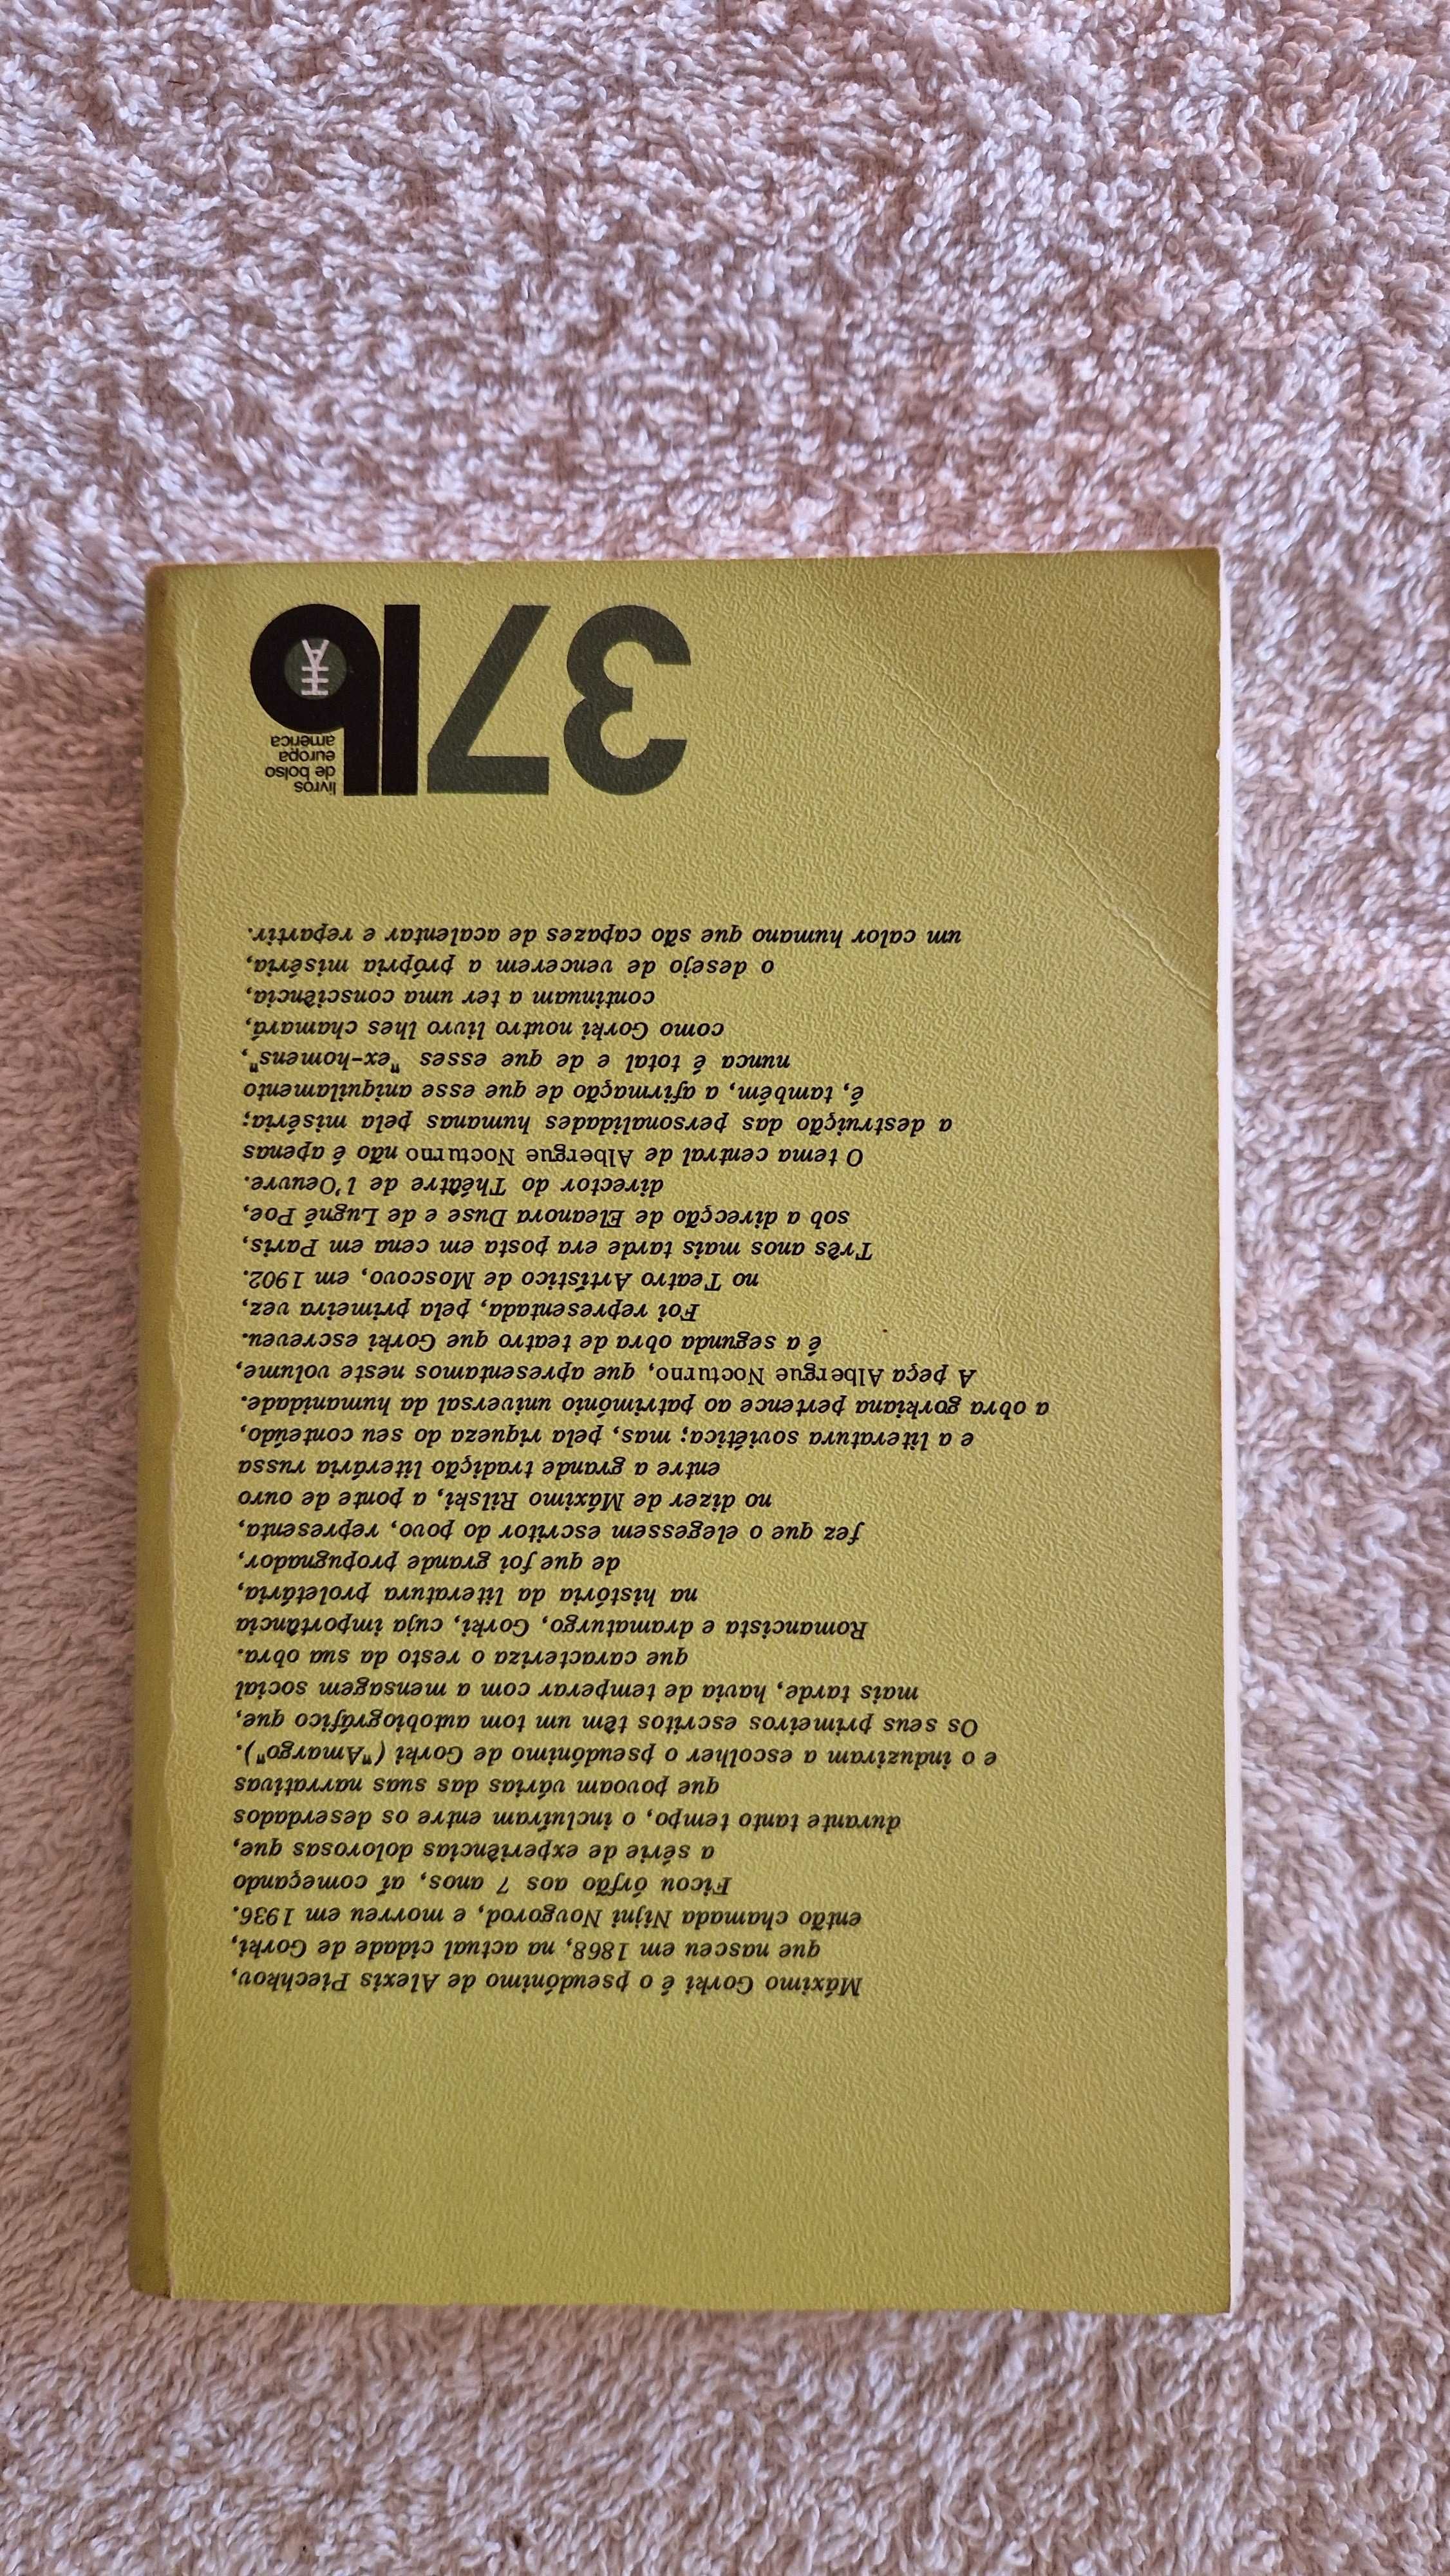 Máximo Gorki é o pseudónimo de Alexis Piechkov,
que nasceu em 1868, na actual cidade de Gorki,
então chamada Nijni Novgorod, e morreu em 1936.
Ficou órfão aos 7 anos, aí começando
a série de experiências dolorosas que,
durante tanto tempo, o incluíram entre os deserdados
que povoam várias das suas narrativas
e o induziram a escolher o pseudónimo de Gorki ("Amargo").
Os seus primeiros escritos têm um tom autobiográfico que,
mais tarde, havia de temperar com a mensagem social
que caracteriza o resto da sua obra.
Romancista e dramaturgo, Gorki, cuja importância
na história da literatura proletária,
de que foi grande propugnador,
fez que o elegessem escritor do povo, representa,
no dizer de Máximo Rilski, a ponte de ouro
entre a grande tradição literária russa
e a literatura soviética; mas, pela riqueza do seu conteúdo,
a obra gorkiana pertence ao património universal da humanidade.
A peça Albergue Nocturno, que apresentamos neste volume,
é a segunda obra de teatro que Gorki escreveu.
Foi representada, pela primeira vez,
no Teatro Artístico de Moscovo, em 1902.
Três anos mais tarde era posta em cena em Paris,
sob a direcção de Eleanova Duse e de Lugné Poe,
director do Théâtre de l'Oeuvre.
O tema central de Albergue Nocturno não é apenas
a destruição das personalidades humanas pela miséria;
é, também, a afirmação de que esse aniquilamento
nunca é total e de que esses "ex-homens",
como Gorki noutro livro lhes chamará,
continuam a ter uma consciência,
o desejo de vencerem a própria miséria,
um calor humano que são capazes de acalentar e repartir.
37 lb
livros
de bolso
europa
américa